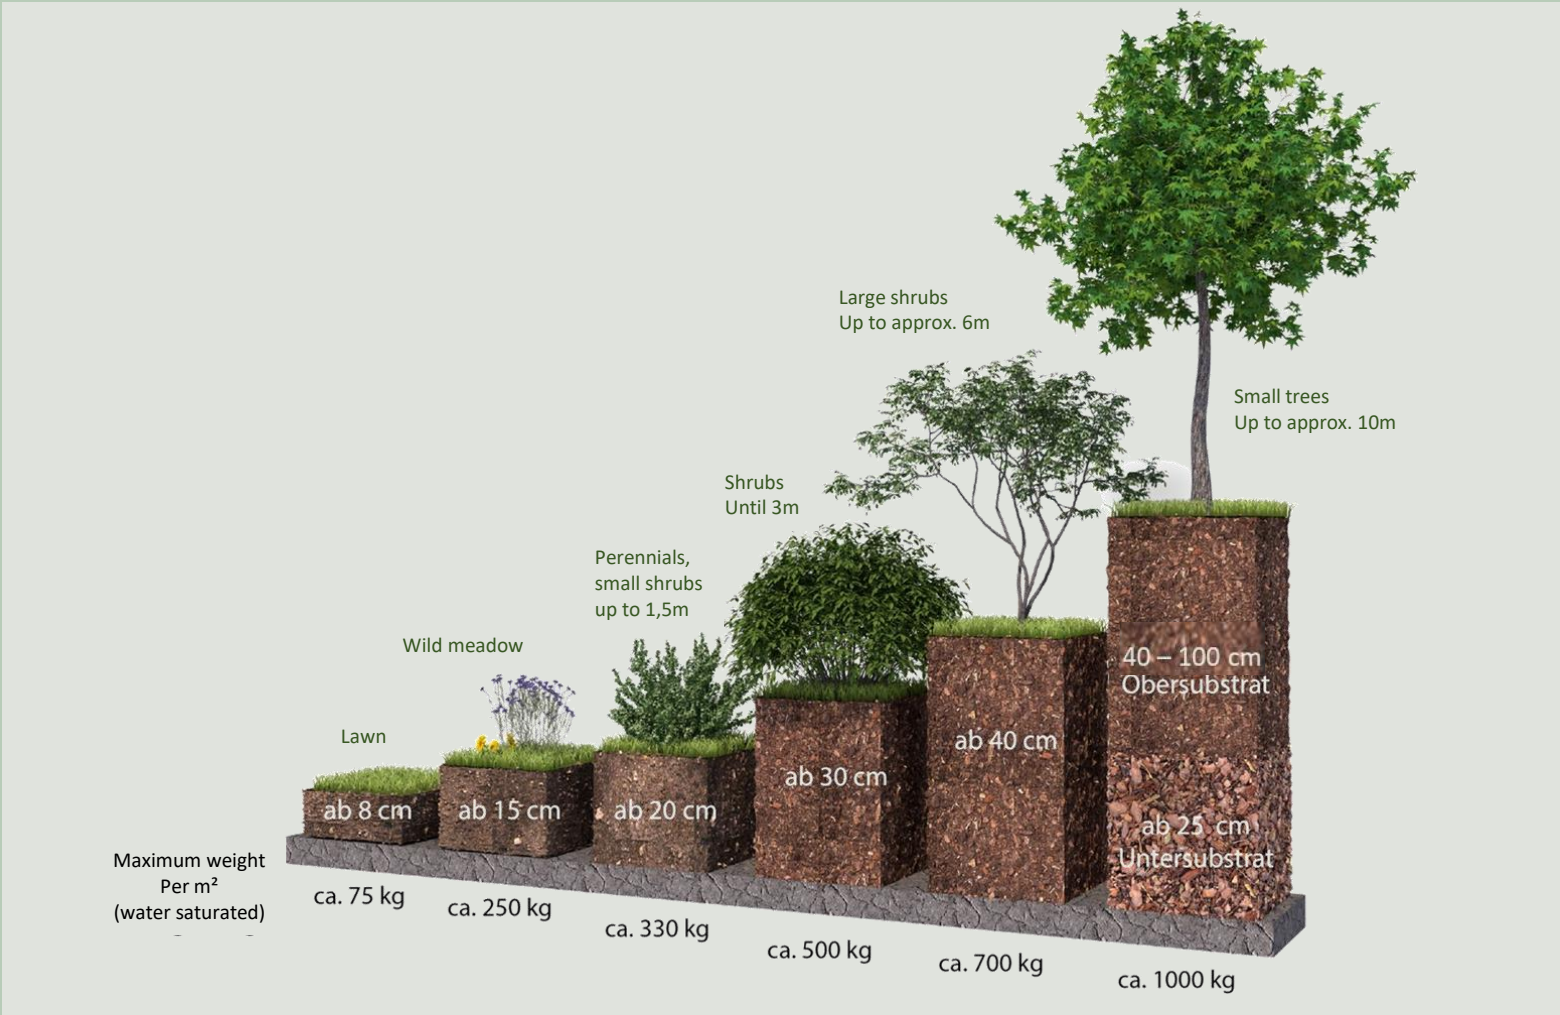 Large shrubs
Up to approx. 6m
Small trees
Up to approx. 10m
Shrubs
Until 3m
Perennials,
small shrubs
up to 1,5m
Wild meadow
Lawn
ab 8 cm
ab 15 cm
ab 20 cm
ab 30 cm
ab 40 cm
40 – 100 cm
Obersubstrat
ab 25 cm
Untersubstrat
Maximum weight
Per m²
(water saturated)
ca. 75 kg
ca. 250 kg
ca. 330 kg
ca. 500 kg
ca. 700 kg
ca. 1000 kg